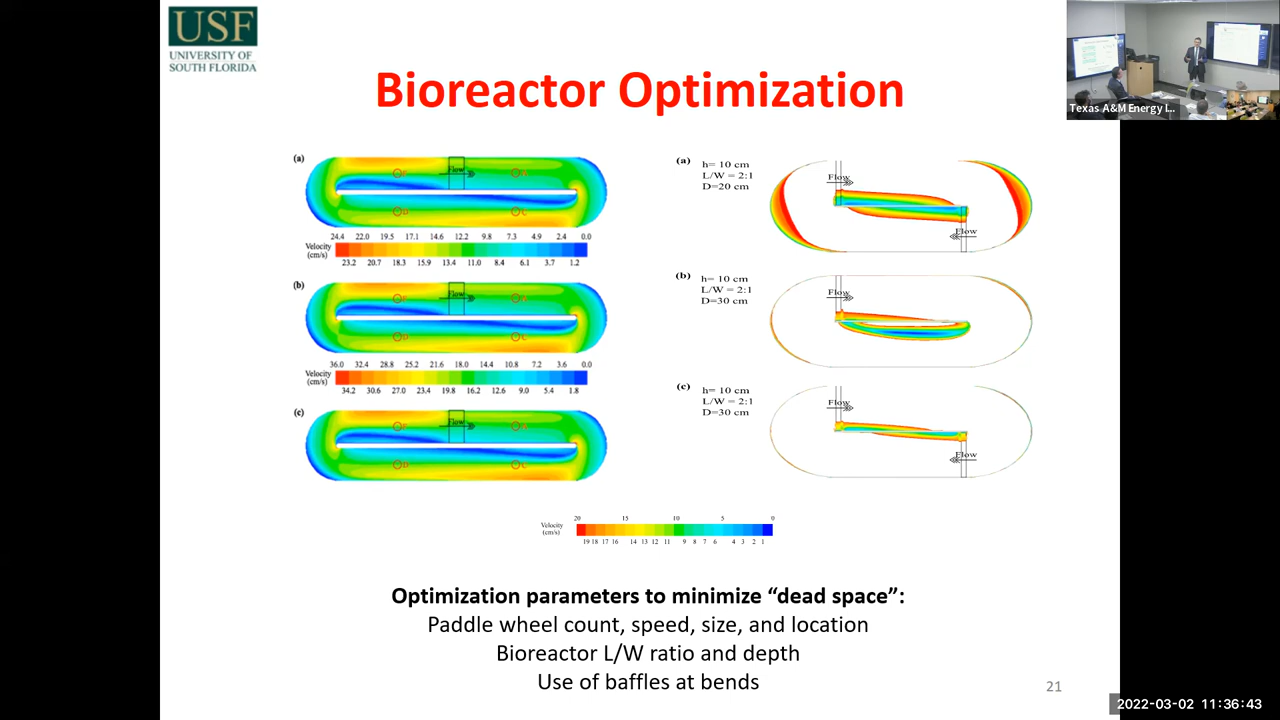 USF
UNIVERSITY OF
SOUTH FLORIDA
Bioreactor Optimization
Texas A&M Energy I...
(a)
Flow
24.4 22.0 19.5 17.1 14.6 12.2 9.8 7.3 4.9 2.4 0.0
Velocity
(cm/s)
23.2 20.7 18.3 15.9 13.4 11.0 8.4 6.1 3.7 1.2
(b)
Flow
36.0 32.4 28.8 25.2 21.6 18.0 14.4 10.8 7.2 3.6 0.0
Velocity
(cm/s)
34.2 30.6 27.0 23.4 19.8 16.2 12.6 9.0 5.4 1.8
(c)
Flow
(a)
h= 10 cm
L/W = 2:1
D=20 cm
Flow
Flow
(b)
h= 10 cm
L/W = 2:1
D=30 cm
Flow
(c)
h= 10 cm
L/W = 2:1
D=30 cm
Flow
Flow
20 15 10 5 0
Velocity
(cm/s)
19 18 17 16 14 13 12 11 9 8 7 6 4 3 2 1
Optimization parameters to minimize “dead space”:
Paddle wheel count, speed, size, and location
Bioreactor L/W ratio and depth
Use of baffles at bends
21
2022-03-02 11:36:43